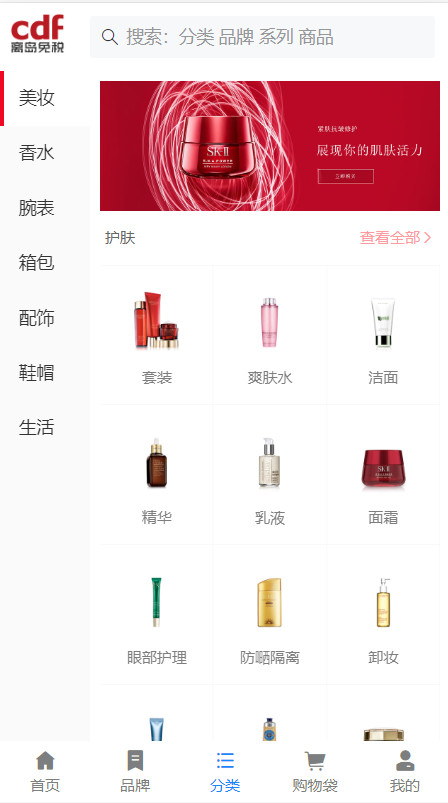 cdf
离岛免税
搜索：分类 品牌 系列 商品
美妆
香水
腕表
箱包
配饰
鞋帽
生活
SK-II
紧肤抗皱修护
展现你的肌肤活力
护肤
查看全部
套装
爽肤水
洁面
精华
乳液
SK-II
面霜
眼部护理
防晒隔离
卸妆
首页
品牌
分类
购物袋
我的